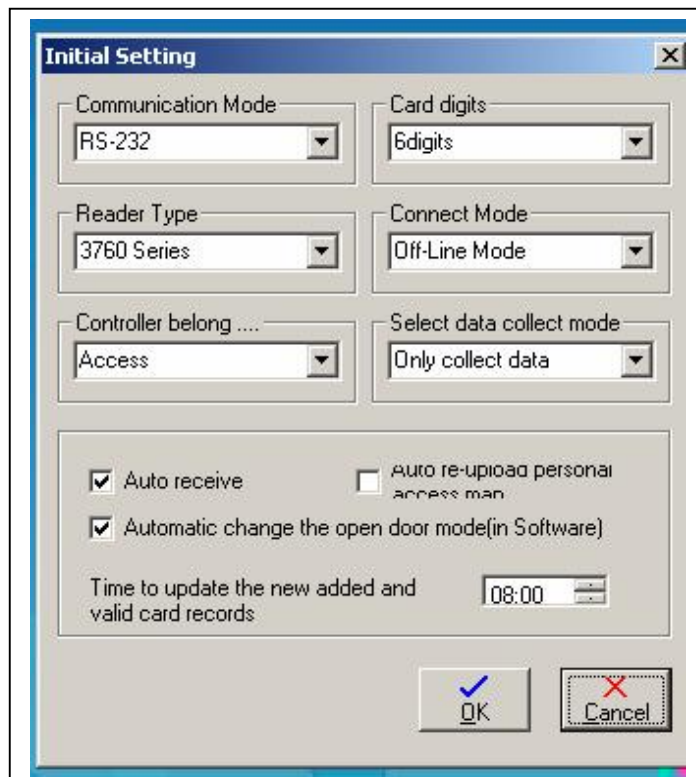 Initial Setting
Communication Mode
Card digits
RS-232
6digits
Reader Type
Connect Mode
3760 Series
Off-Line Mode
Controller belong ....
Select data collect mode
Access
Only collect data
Auto receive
Auto re-upload personal
access map
Automatic change the open door mode(in Software)
Time to update the new added and
valid card records
08:00
OK
Cancel